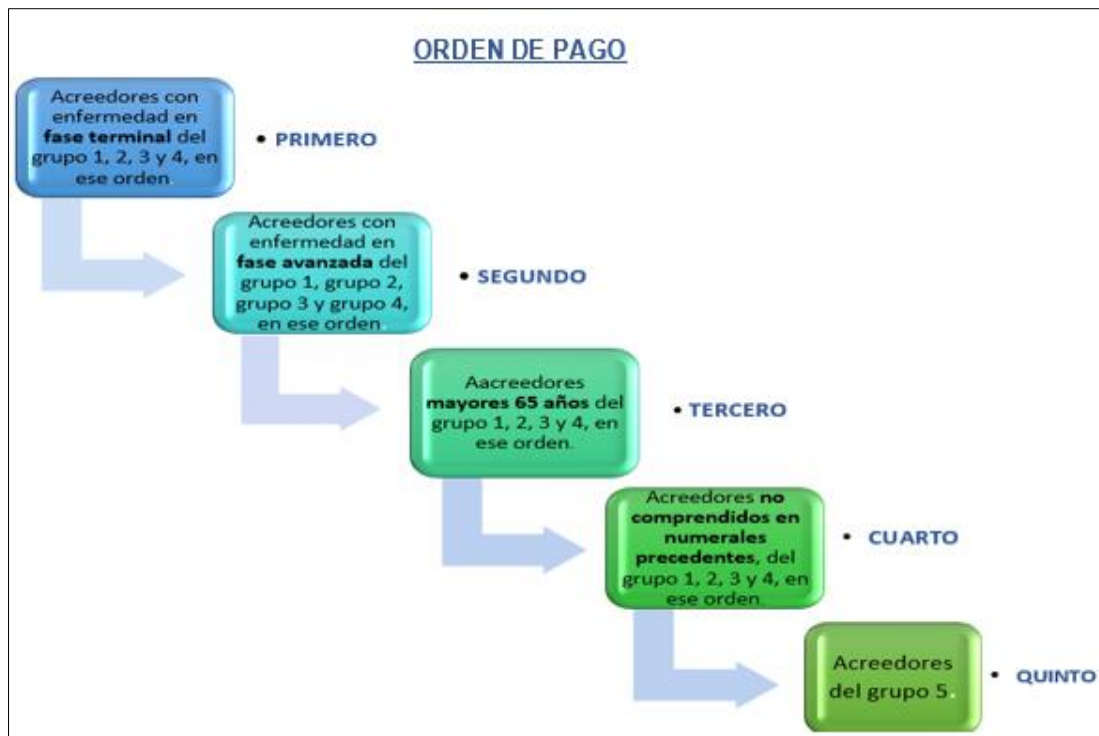 ORDEN DE PAGO
Acreedores con
enfermedad en
fase terminal del
grupo 1, 2, 3 y 4, en
ese orden.
• PRIMERO
Acreedores con
enfermedad en
fase avanzada del
grupo 1, grupo 2,
grupo 3 y grupo 4,
en ese orden.
• SEGUNDO
Aacreedores
mayores 65 años del
grupo 1, 2, 3 y 4, en
ese orden.
• TERCERO
Acreedores no
comprendidos en
numerales
precedentes, del
grupo 1, 2, 3 y 4, en
ese orden.
• CUARTO
Acreedores
del grupo 5.
• QUINTO